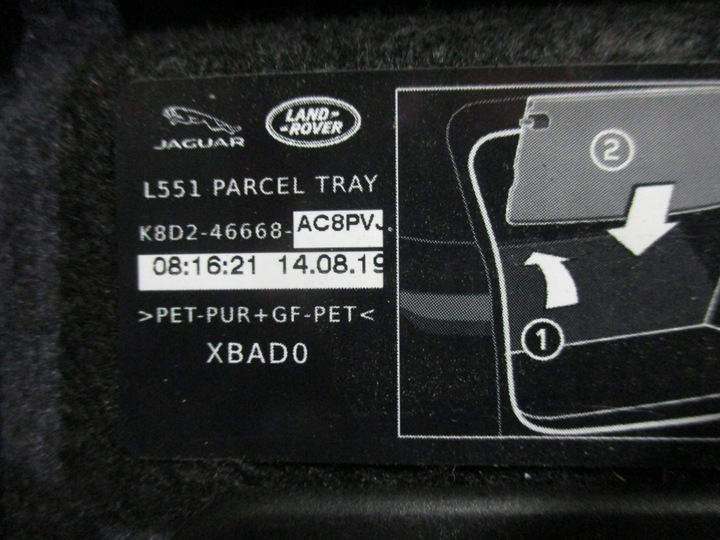 JAGUAR
LAND-
-ROVER
L551 PARCEL TRAY
K8D2-46668-AC8PVJ.
08:16:21 14.08.19
>PET-PUR+GF-PET<
XBAD0
2
1